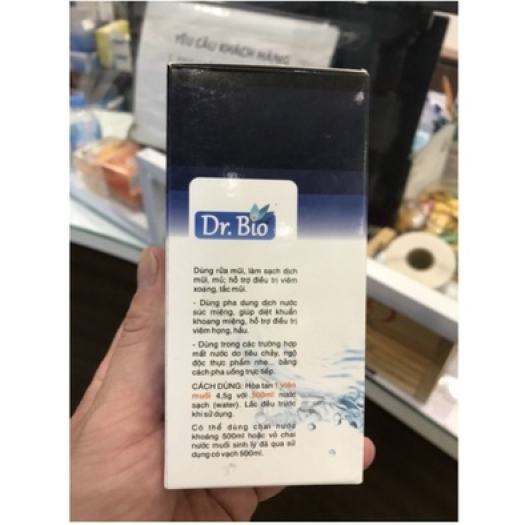 YÊU CẦU KHÁCH HÀNG
Dr. Bio
Dùng rửa mũi, làm sạch dịch
mũi, mủ; hỗ trợ điều trị viêm
xoang, tắc mũi.
- Dùng pha dung dịch nước
súc miệng, giúp diệt khuẩn
khoang miệng, hỗ trợ điều trị
viêm họng, hầu.
- Dùng trong các trường hợp
mất nước do tiêu chảy, ngộ
độc thực phẩm nhẹ... bằng
cách pha uống trực tiếp.
CÁCH DÙNG: Hòa tan 1 viên
muối 4,5g với 500ml nước
sạch (water). Lắc đều trước
khi sử dụng.
Có thể dùng chai nước
khoáng 500ml hoặc vỏ chai
nước muối sinh lý đã qua sử
dụng có vạch 500ml.